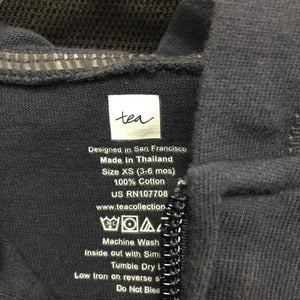 tea
Designed in San Francisco
Made in Thailand
Size XS (3-6 mos)
100% Cotton
US RN107708
www.teacollection
Machine Wash
Inside out with Simi
Tumble Dry L
Low Iron on reverse si
Do Not Blea